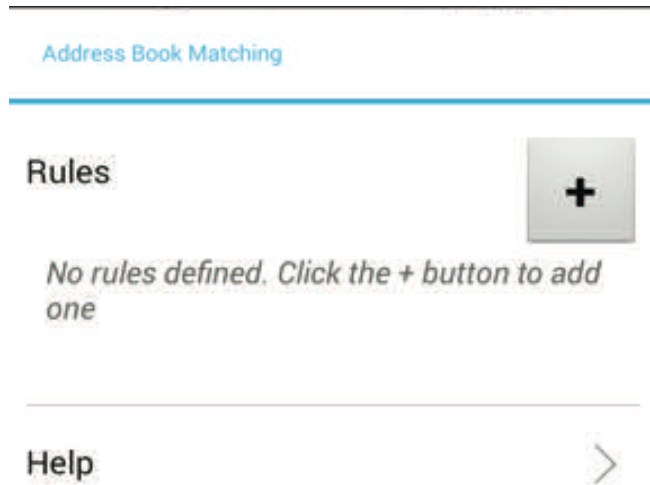 Address Book Matching
Rules
+
No rules defined. Click the + button to add
one
Help